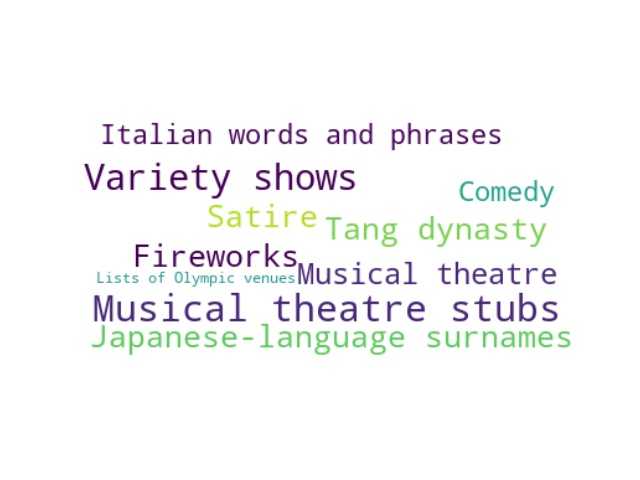 Italian words and phrases
Variety shows
Comedy
Satire
Tang dynasty
Fireworks
Musical theatre
Lists of Olympic venues
Musical theatre stubs
Japanese-language surnames